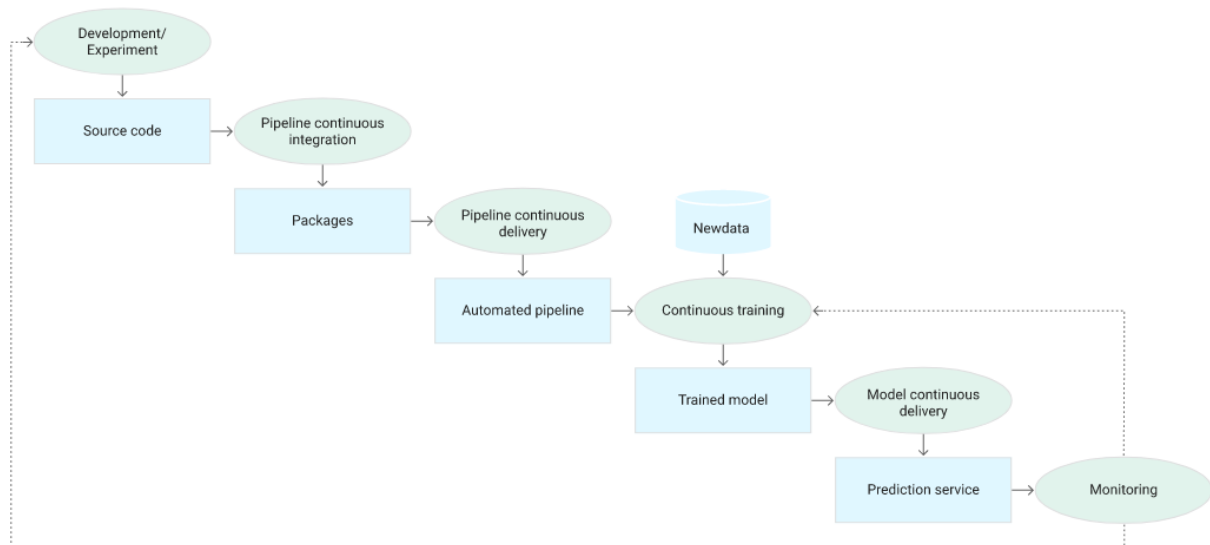 Development/
Experiment
Source code
Pipeline continuous
integration
Packages
Pipeline continuous
delivery
Newdata
Automated pipeline
Continuous training
Trained model
Model continuous
delivery
Prediction service
Monitoring